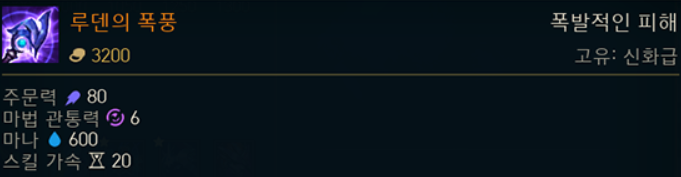 루덴의 폭풍 폭발적인 피해
3200 고유: 신화급
주문력 80
마법 관통력 6
마나 600
스킬 가속 20